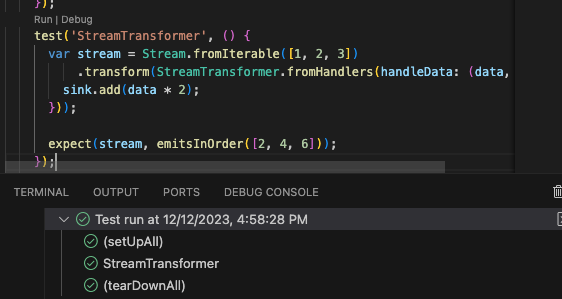 });
Run | Debug
test('StreamTransformer', () {
var stream = Stream.fromIterable([1, 2, 3])
.transform(StreamTransformer.fromHandlers(handleData: (data,
sink.add(data * 2);
}));
expect(stream, emitsInOrder([2, 4, 6]));
});
TERMINAL OUTPUT PORTS DEBUG CONSOLE
Test run at 12/12/2023, 4:58:28 PM
(setUpAll)
StreamTransformer
(tearDownAll)